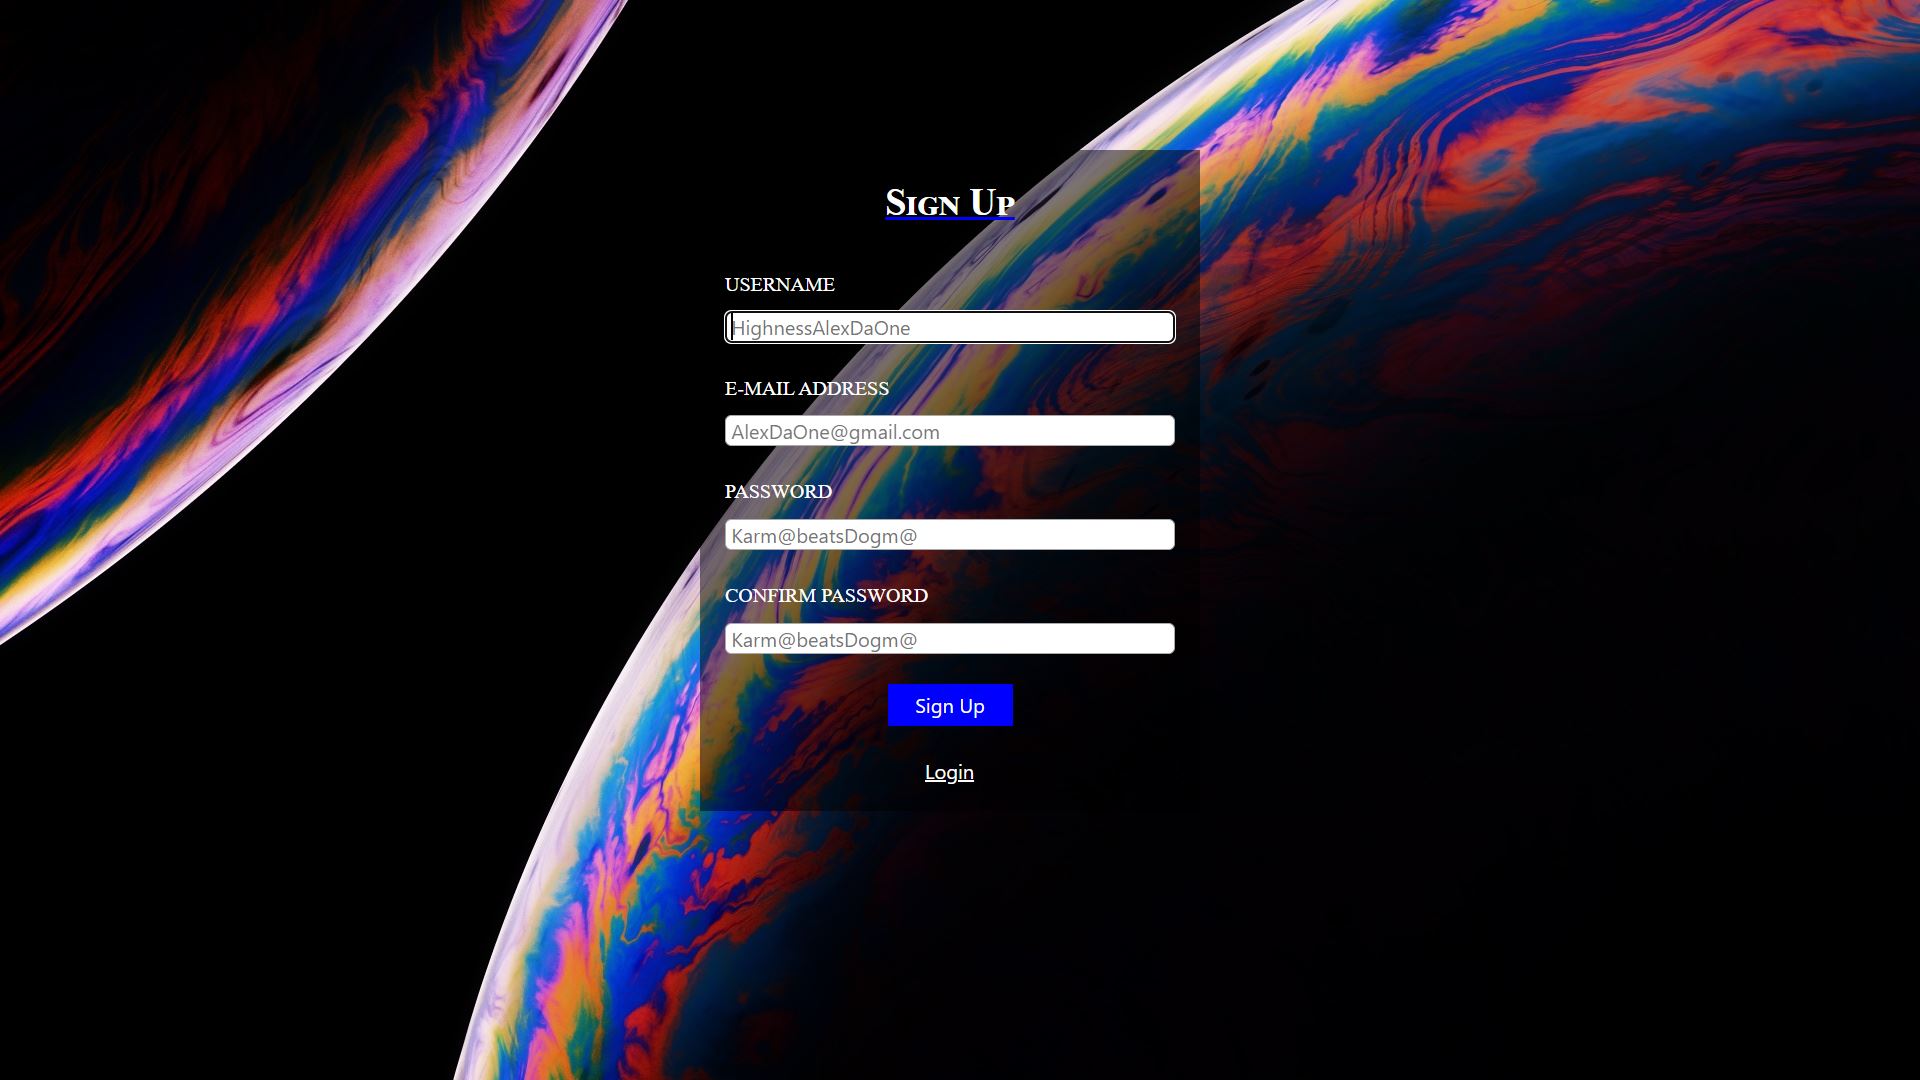 Sign Up
USERNAME
HighnessAlexDaOne
E-MAIL ADDRESS
AlexDaOne@gmail.com
PASSWORD
Karm@beatsDogm@
CONFIRM PASSWORD
Karm@beatsDogm@
Sign Up
Login